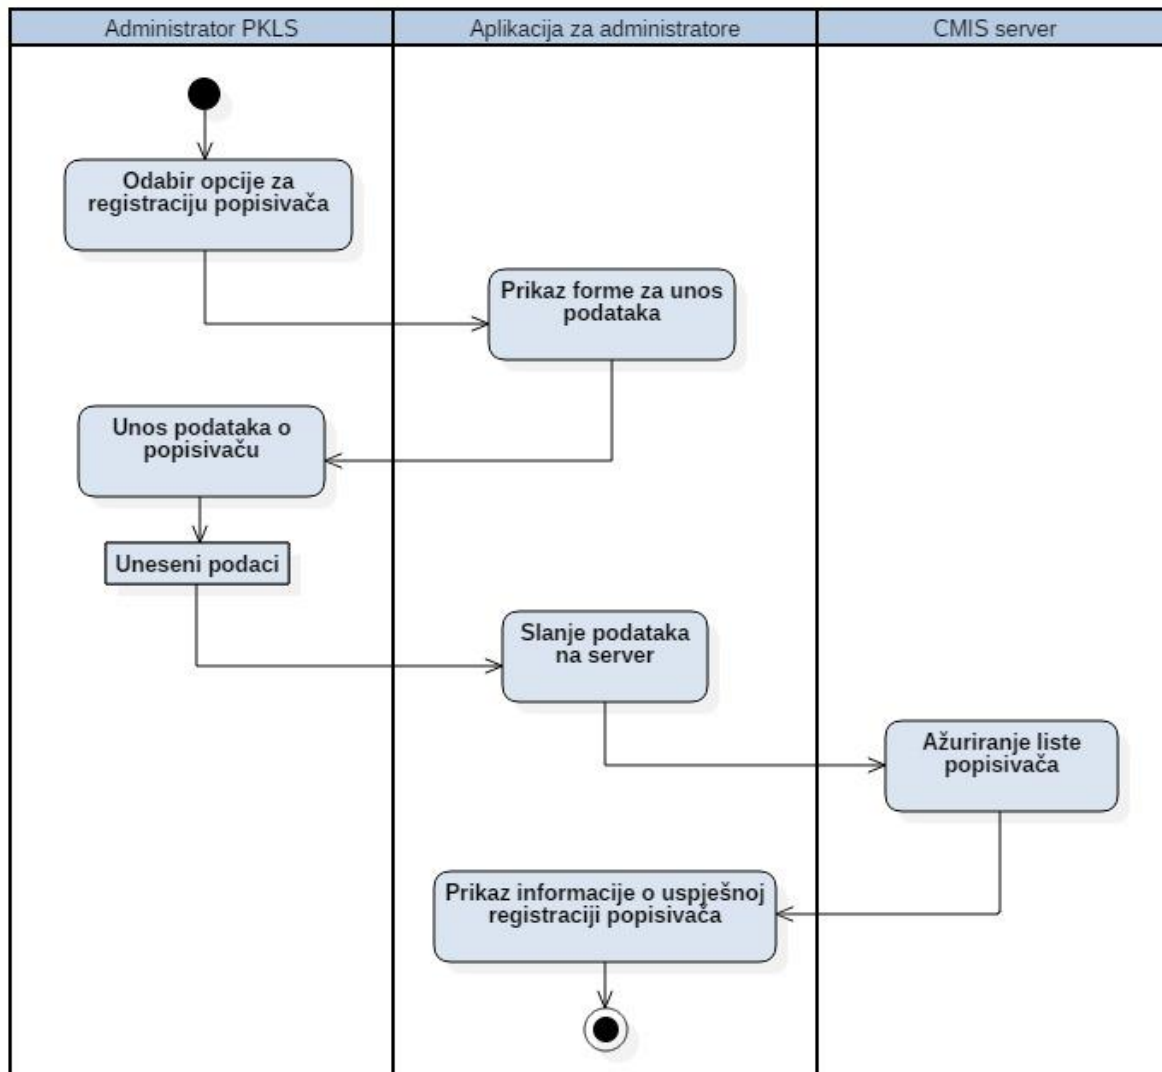 Administrator PKLS
Aplikacija za administratore
CMIS server
Odabir opcije za
registraciju popisivača
Prikaz forme za unos
podataka
Unos podataka o
popisivaču
Uneseni podaci
Slanje podataka
na server
Ažuriranje liste
popisivača
Prikaz informacije o uspješnoj
registraciji popisivača